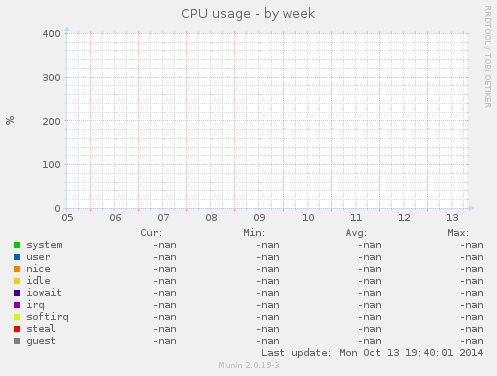 CPU usage - by week
RRDTOOL / TOBI OETIKER
%
400
300
200
100
0
05 06 07 08 09 10 11 12 13
Cur: Min: Avg: Max:
system -nan -nan -nan -nan
user -nan -nan -nan -nan
nice -nan -nan -nan -nan
idle -nan -nan -nan -nan
iowait -nan -nan -nan -nan
irq -nan -nan -nan -nan
softirq -nan -nan -nan -nan
steal -nan -nan -nan -nan
guest -nan -nan -nan -nan
Last update: Mon Oct 13 19:40:01 2014
Munin 2.0.19-3